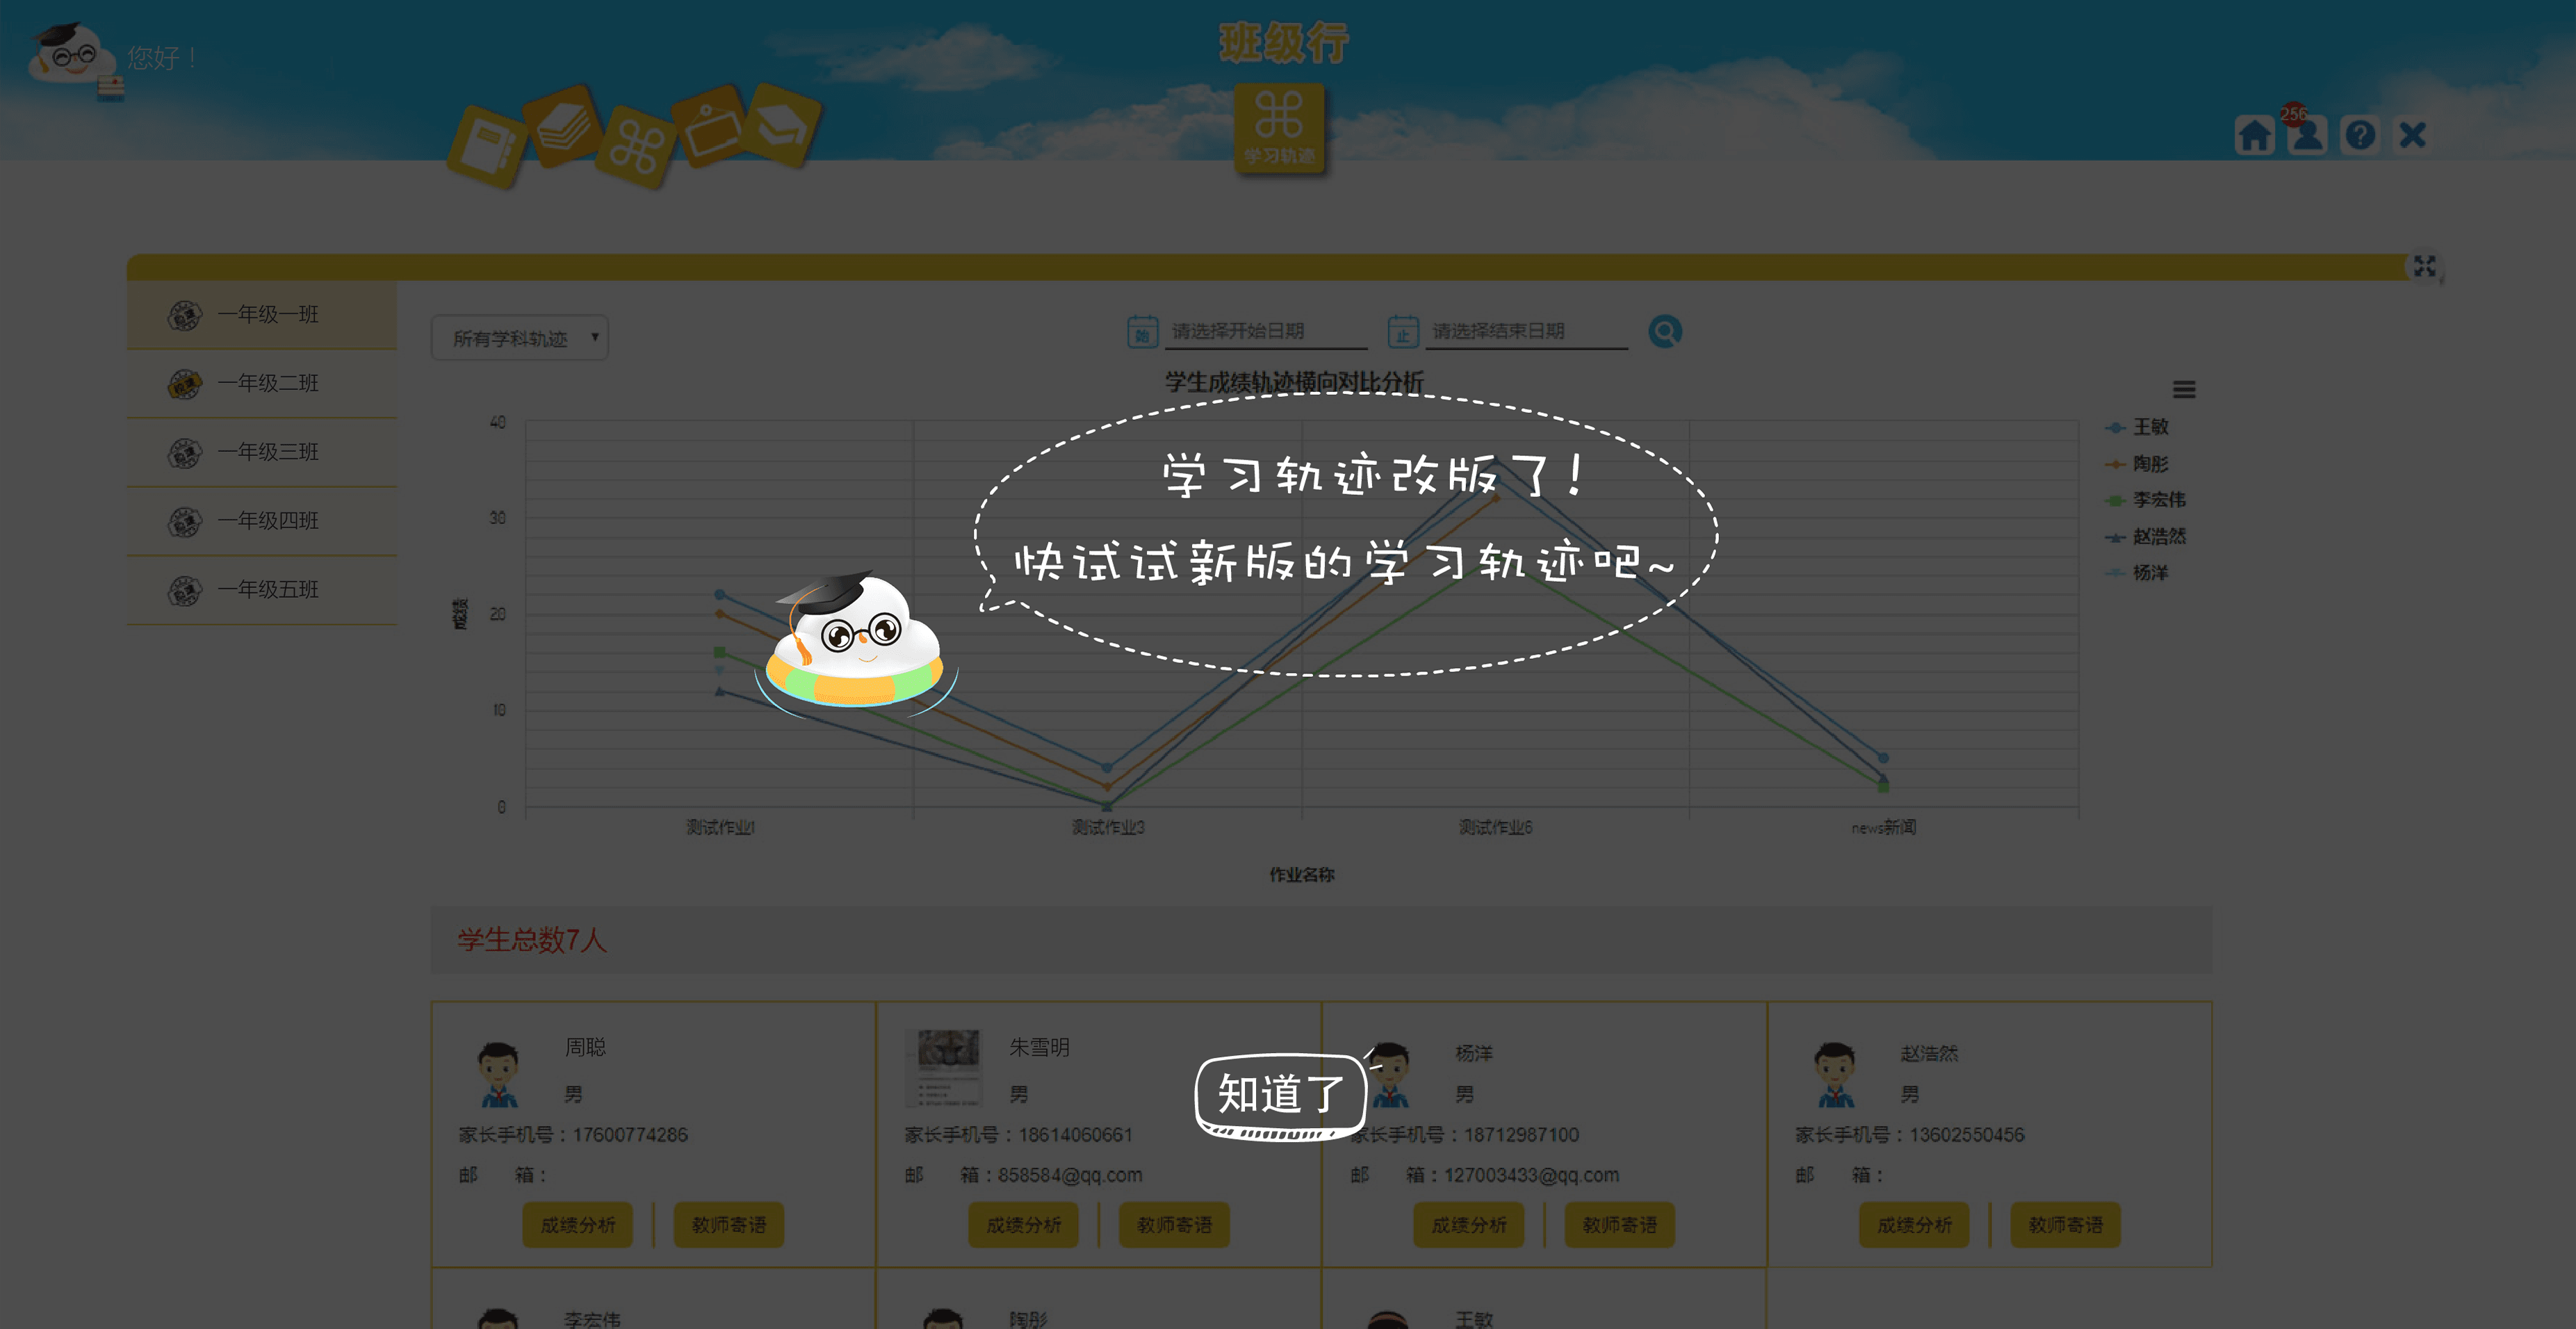 班级行
您好！
学习轨迹
256
一年级一班
一年级二班
一年级三班
一年级四班
一年级五班
所有学科轨迹
始 请选择开始日期 止 请选择结束日期
学生成绩轨迹横向对比分析
学习轨迹改版了！
快试试新版的学习轨迹吧~
王敏
陶彤
李宏伟
赵浩然
杨洋
成绩
40
30
20
10
0
测试作业1 测试作业3 测试作业6 news新闻
作业名称
学生总数7人
周聪 朱雪明 杨洋 赵浩然
男 男 男 男
知道了
家长手机号：17600774286 家长手机号：18614060661 家长手机号：18712987100 家长手机号：13602550456
邮 箱： 邮 箱：858584@qq.com 邮 箱：127003433@qq.com 邮 箱：
成绩分析 教师寄语 成绩分析 教师寄语 成绩分析 教师寄语 成绩分析 教师寄语
李宏伟 陶彤 王敏